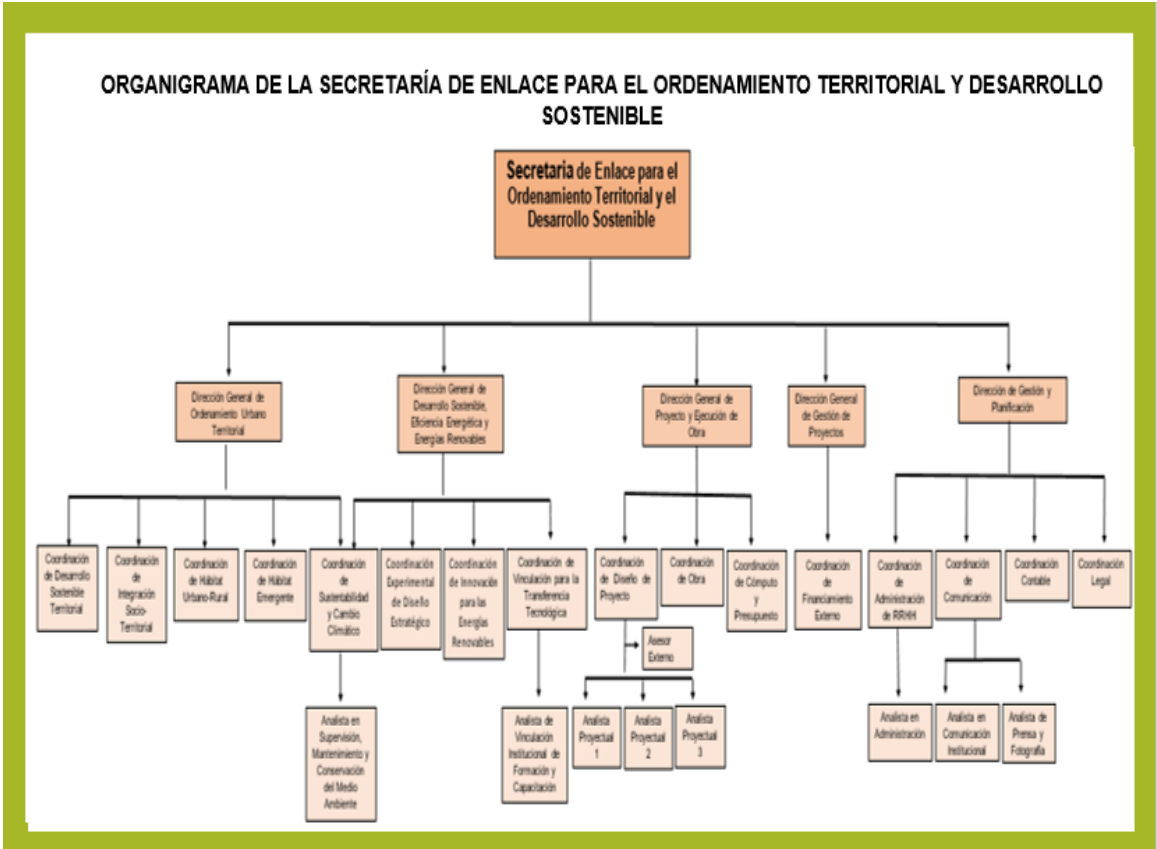 ORGANIGRAMA DE LA SECRETARÍA DE ENLACE PARA EL ORDENAMIENTO TERRITORIAL Y DESARROLLO
SOSTENIBLE
Secretaria de Enlace para el
Ordenamiento Territorial y el
Desarrollo Sostenible
Dirección General de
Ordenamiento Urbano
Territorial
Dirección General de
Desarrollo Sostenible,
Eficiencia Energética y
Energías Renovables
Dirección General de
Proyecto y Ejecución de
Obra
Dirección General
de Gestión de
Proyectos
Dirección de Gestión y
Planificación
Coordinación
de Desarrollo
Sostenible
Territorial
Coordinación
de
Integración
Socio-
Territorial
Coordinación
de Hábitat
Urbano-Rural
Coordinación
de Hábitat
Emergente
Coordinación
de
Sustentabilidad
y Cambio
Climático
Coordinación
Experimental
de Diseño
Estratégico
Coordinación
de Innovación
para las
Energías
Renovables
Coordinación de
Vinculación para la
Transferencia
Tecnológica
Coordinación
de Diseño de
Proyecto
Coordinación
de Obra
Coordinación
de Cómputo
y
Presupuesto
Coordinación
de
Financiamiento
Externo
Coordinación
de
Administración
de RRHH
Coordinación
de
Comunicación
Coordinación
Contable
Coordinación
Legal
Asesor
Externo
Analista en
Supervisión,
Mantenimiento y
Conservación
del Medio
Ambiente
Analista de
Vinculación
Institucional de
Formación y
Capacitación
Analista
Proyectual
1
Analista
Proyectual
2
Analista
Proyectual
3
Analista en
Administración
Analista en
Comunicación
Institucional
Analista de
Prensa y
Fotografía